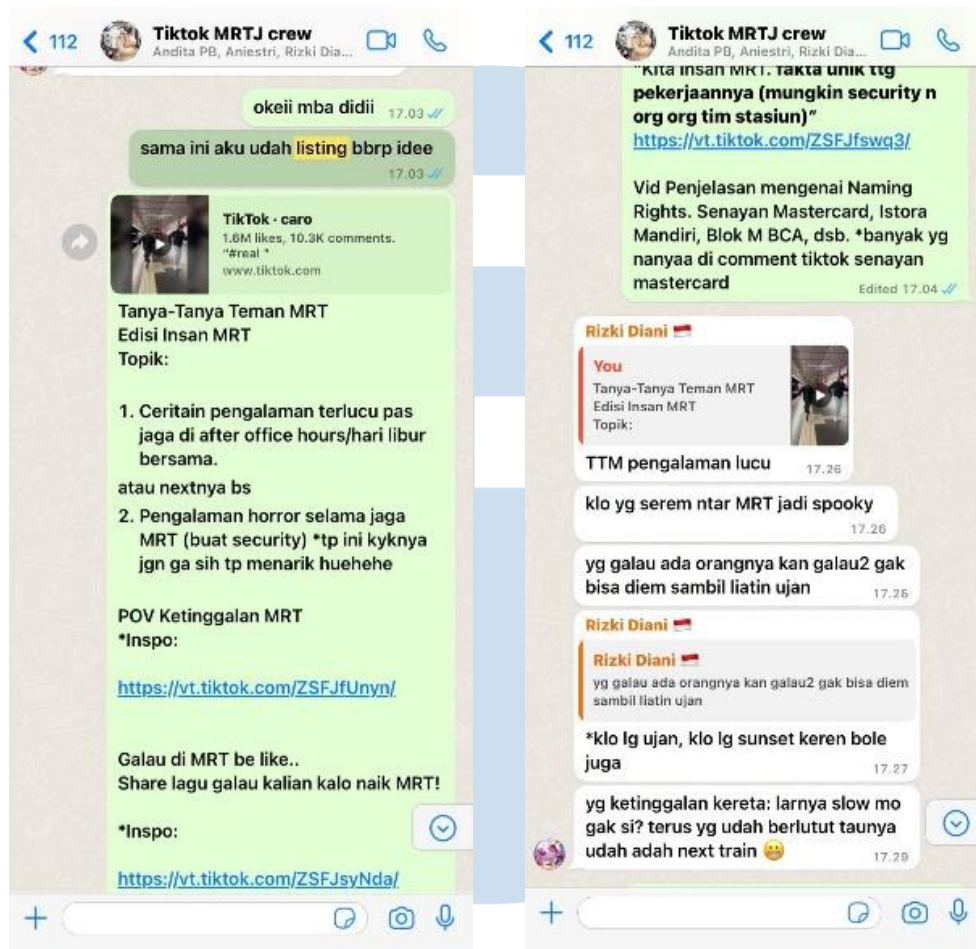 112
Tiktok MRTJ crew
Andita PB, Aniestri, Rizki Dia...
okeii mba didii 17.03
sama ini aku udah listing bbrp idee
17.03
TikTok · caro
1.6M likes, 10.3K comments.
"#real "
www.tiktok.com
Tanya-Tanya Teman MRT
Edisi Insan MRT
Topik:
1. Ceritain pengalaman terlucu pas
jaga di after office hours/hari libur
bersama.
atau nextnya bs
2. Pengalaman horror selama jaga
MRT (buat security) *tp ini kyknya
jgn ga sih tp menarik huehehe
POV Ketinggalan MRT
*Inspo:
https://vt.tiktok.com/ZSFJfUnyn/
Galau di MRT be like..
Share lagu galau kalian kalo naik MRT!
*Inspo:
https://vt.tiktok.com/ZSFJsyNda/
112
Tiktok MRTJ crew
Andita PB, Aniestri, Rizki Dia...
"Kita Insan MRT. fakta unik ttg
pekerjaannya (mungkin security n
org org tim stasiun)"
https://vt.tiktok.com/ZSFJfswq3/
Vid Penjelasan mengenai Naming
Rights. Senayan Mastercard, Istora
Mandiri, Blok M BCA, dsb. *banyak yg
nanyaa di comment tiktok senayan
mastercard
Edited 17.04
Rizki Diani
You
Tanya-Tanya Teman MRT
Edisi Insan MRT
Topik:
TTM pengalaman lucu 17.26
klo yg serem ntar MRT jadi spooky
17.26
yg galau ada orangnya kan galau2 gak
bisa diem sambil liatin ujan 17.26
Rizki Diani
Rizki Diani
yg galau ada orangnya kan galau2 gak bisa diem
sambil liatin ujan
*klo lg ujan, klo lg sunset keren bole
juga 17.27
yg ketinggalan kereta: larnya slow mo
gak si? terus yg udah berlutut taunya
udah adah next train 😬
17.29